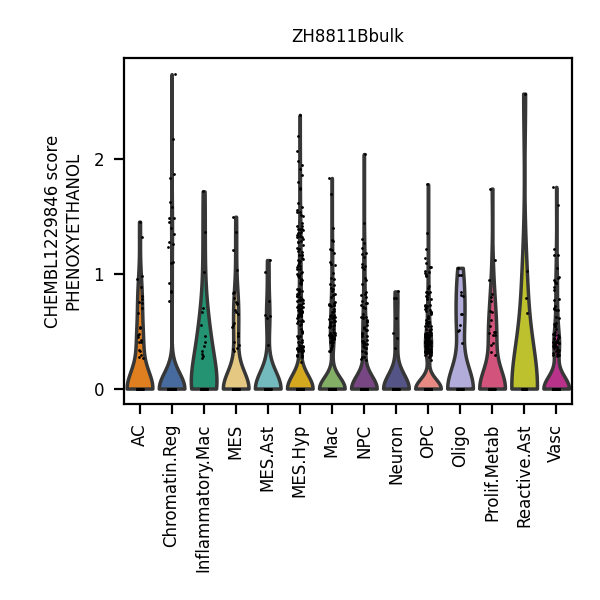 ZH8811Bbulk
CHEMBL1229846 score
PHENOXYETHANOL
2
1
0
AC
Chromatin.Reg
Inflammatory.Mac
MES
MES.Ast
MES.Hyp
Mac
NPC
Neuron
OPC
Oligo
Prolif.Metab
Reactive.Ast
Vasc